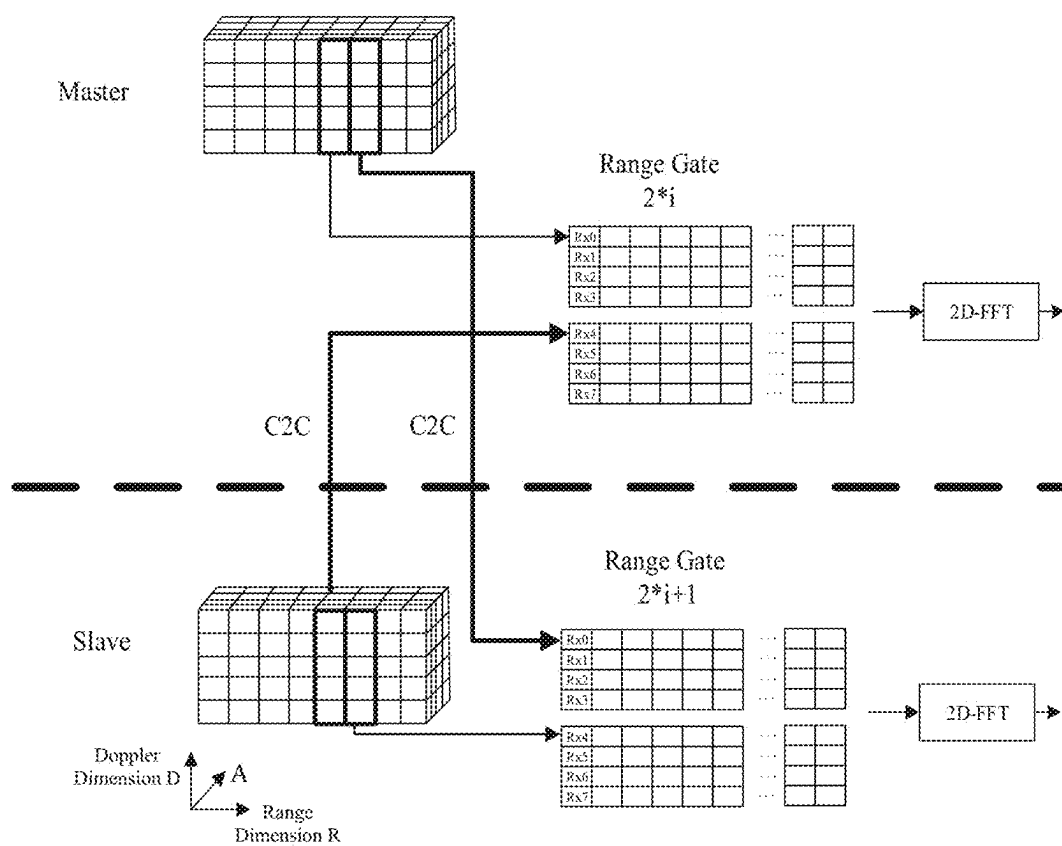 Master
Range Gate
2*i
Rx0
Rx1
Rx2
Rx3
...
...
...
...
Rx4
Rx5
Rx6
Rx7
...
...
...
...
2D-FFT
C2C
C2C
Range Gate
2*i+1
Slave
Rx0
Rx1
Rx2
Rx3
...
...
...
...
Rx4
Rx5
Rx6
Rx7
...
...
...
...
2D-FFT
Doppler
Dimension D
A
Range
Dimension R